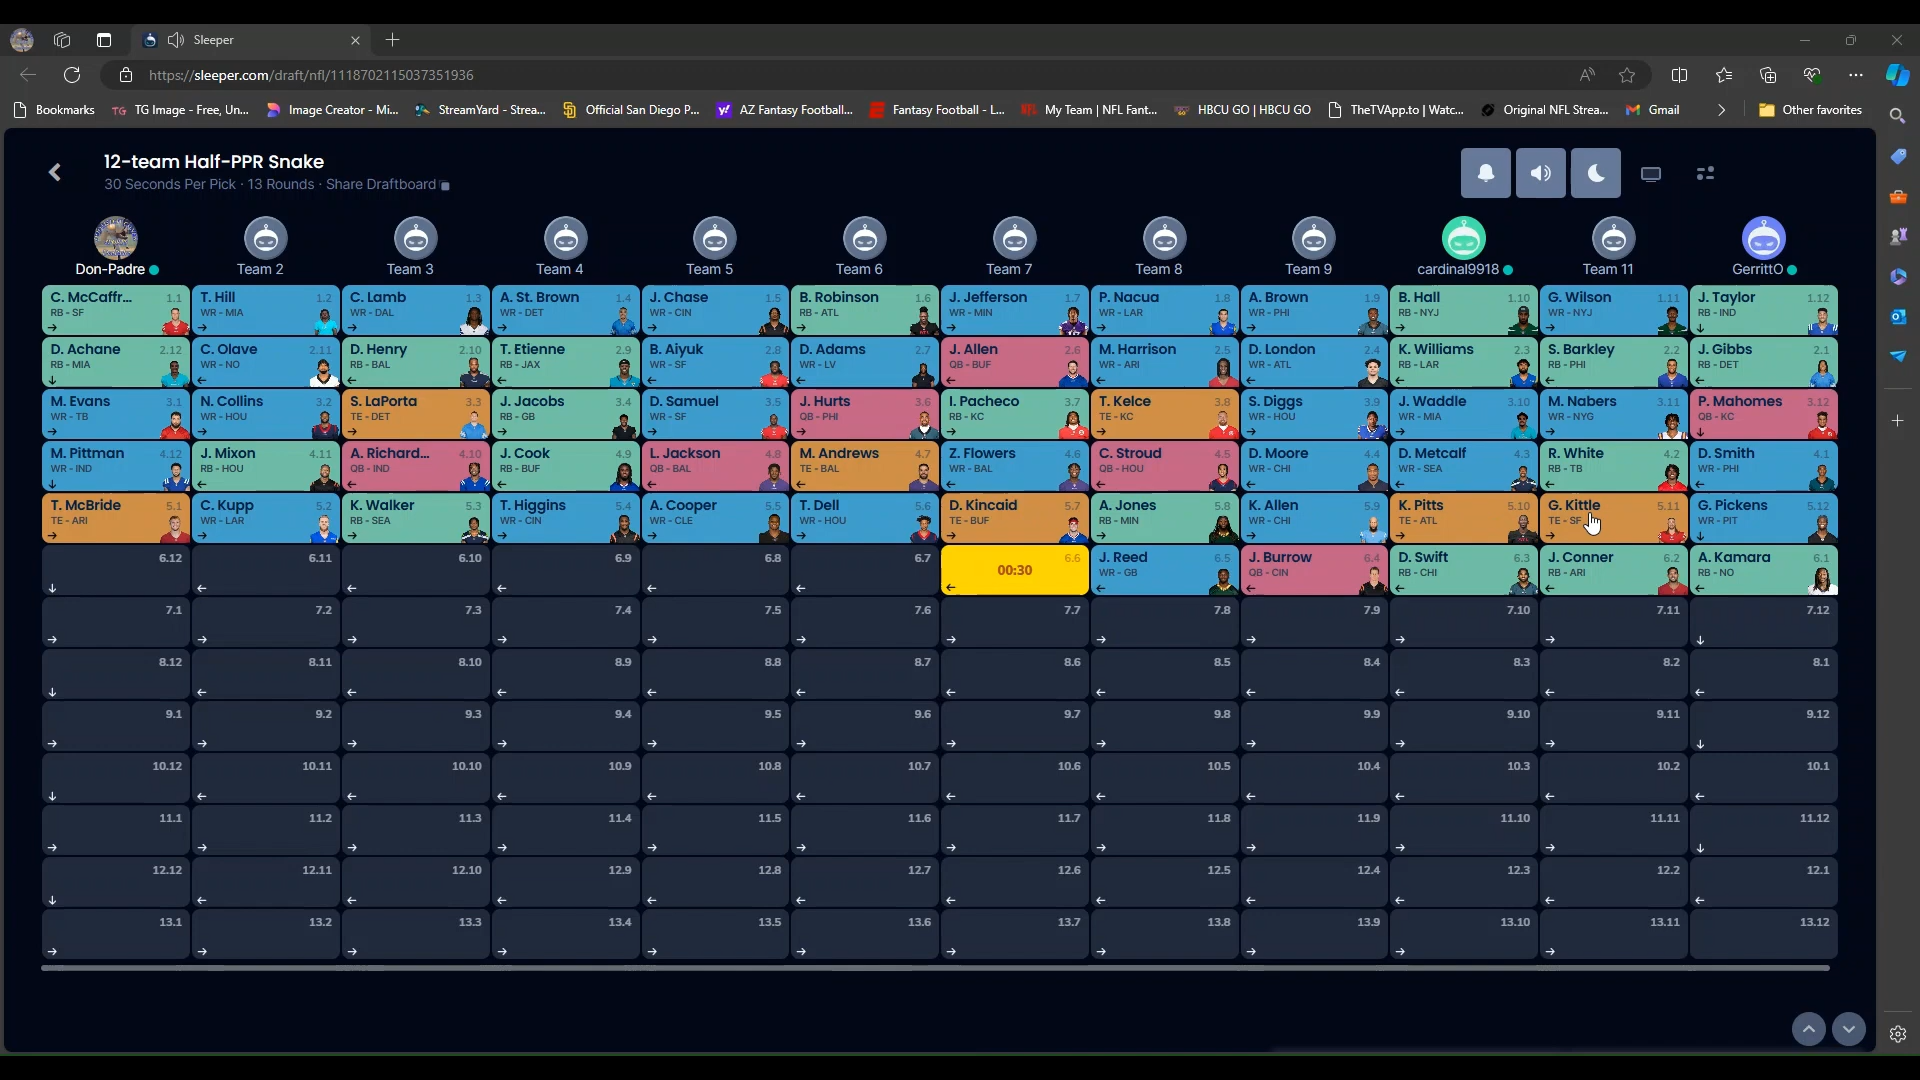 Sleeper
https://sleeper.com/draft/nfl/1118702115037351936
Bookmarks TG Image - Free, Un... Image Creator - Mi... StreamYard - Strea... Official San Diego P... AZ Fantasy Football... Fantasy Football - L... My Team | NFL Fant... HBCU GO | HBCU GO TheTVApp.to | Watc... Original NFL Strea... Gmail Other favorites
12-team Half-PPR Snake
30 Seconds Per Pick · 13 Rounds · Share Draftboard
Don-Padre Team 2 Team 3 Team 4 Team 5 Team 6 Team 7 Team 8 Team 9 cardinal9918 Team 11 GerrittO
C. McCaffr... 1.1 T. Hill 1.2 C. Lamb 1.3 A. St. Brown 1.4 J. Chase 1.5 B. Robinson 1.6 J. Jefferson 1.7 P. Nacua 1.8 A. Brown 1.9 B. Hall 1.10 G. Wilson 1.11 J. Taylor 1.12
RB - SF WR - MIA WR - DAL WR - DET WR - CIN RB - ATL WR - MIN WR - LAR WR - PHI RB - NYJ WR - NYJ RB - IND
D. Achane 2.12 C. Olave 2.11 D. Henry 2.10 T. Etienne 2.9 B. Aiyuk 2.8 D. Adams 2.7 J. Allen 2.6 M. Harrison 2.5 D. London 2.4 K. Williams 2.3 S. Barkley 2.2 J. Gibbs 2.1
RB - MIA WR - NO RB - BAL RB - JAX WR - SF WR - LV QB - BUF WR - ARI WR - ATL RB - LAR RB - PHI RB - DET
M. Evans 3.1 N. Collins 3.2 S. LaPorta 3.3 J. Jacobs 3.4 D. Samuel 3.5 J. Hurts 3.6 I. Pacheco 3.7 T. Kelce 3.8 S. Diggs 3.9 J. Waddle 3.10 M. Nabers 3.11 P. Mahomes 3.12
WR - TB WR - HOU TE - DET RB - GB WR - SF QB - PHI RB - KC TE - KC WR - HOU WR - MIA WR - NYG QB - KC
M. Pittman 4.12 J. Mixon 4.11 A. Richard... 4.10 J. Cook 4.9 L. Jackson 4.8 M. Andrews 4.7 Z. Flowers 4.6 C. Stroud 4.5 D. Moore 4.4 D. Metcalf 4.3 R. White 4.2 D. Smith 4.1
WR - IND RB - HOU QB - IND RB - BUF QB - BAL TE - BAL WR - BAL QB - HOU WR - CHI WR - SEA RB - TB WR - PHI
T. McBride 5.1 C. Kupp 5.2 K. Walker 5.3 T. Higgins 5.4 A. Cooper 5.5 T. Dell 5.6 D. Kincaid 5.7 A. Jones 5.8 K. Allen 5.9 K. Pitts 5.10 G. Kittle 5.11 G. Pickens 5.12
TE - ARI WR - LAR RB - SEA WR - CIN WR - CLE WR - HOU TE - BUF RB - MIN WR - CHI TE - ATL TE - SF WR - PIT
6.12 6.11 6.10 6.9 6.8 6.7 6.6 J. Reed 6.5 J. Burrow 6.4 D. Swift 6.3 J. Conner 6.2 A. Kamara 6.1
00:30 WR - GB QB - CIN RB - CHI RB - ARI RB - NO
7.1 7.2 7.3 7.4 7.5 7.6 7.7 7.8 7.9 7.10 7.11 7.12
8.12 8.11 8.10 8.9 8.8 8.7 8.6 8.5 8.4 8.3 8.2 8.1
9.1 9.2 9.3 9.4 9.5 9.6 9.7 9.8 9.9 9.10 9.11 9.12
10.12 10.11 10.10 10.9 10.8 10.7 10.6 10.5 10.4 10.3 10.2 10.1
11.1 11.2 11.3 11.4 11.5 11.6 11.7 11.8 11.9 11.10 11.11 11.12
12.12 12.11 12.10 12.9 12.8 12.7 12.6 12.5 12.4 12.3 12.2 12.1
13.1 13.2 13.3 13.4 13.5 13.6 13.7 13.8 13.9 13.10 13.11 13.12